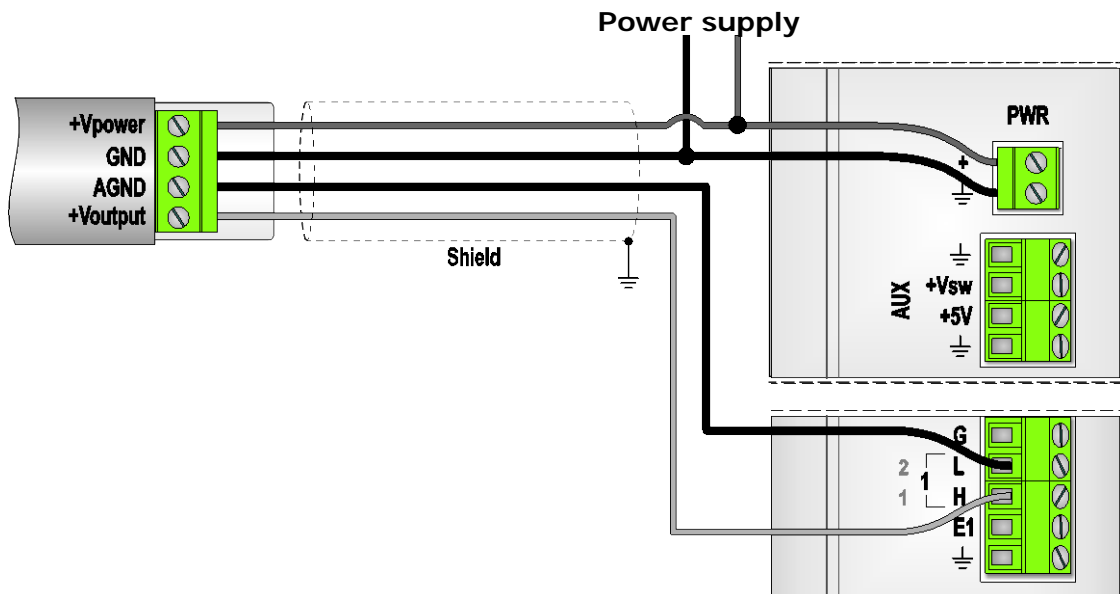 Power supply
+Vpower
GND
AGND
+Voutput
Shield
PWR
+
AUX
+Vsw
+5V
G
2
L
1
1
H
E1